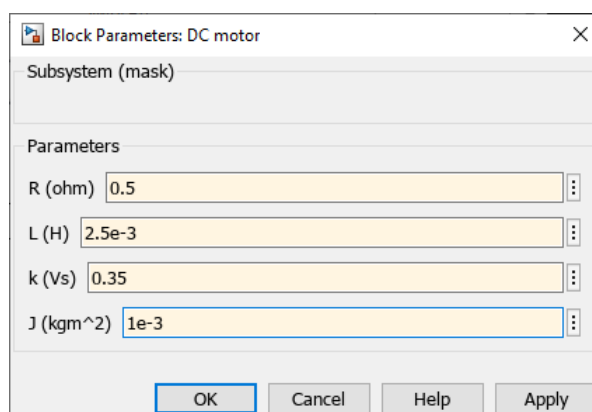 Block Parameters: DC motor
Subsystem (mask)
Parameters
R (ohm) 0.5
L (H) 2.5e-3
k (Vs) 0.35
J (kgm^2) 1e-3
OK Cancel Help Apply